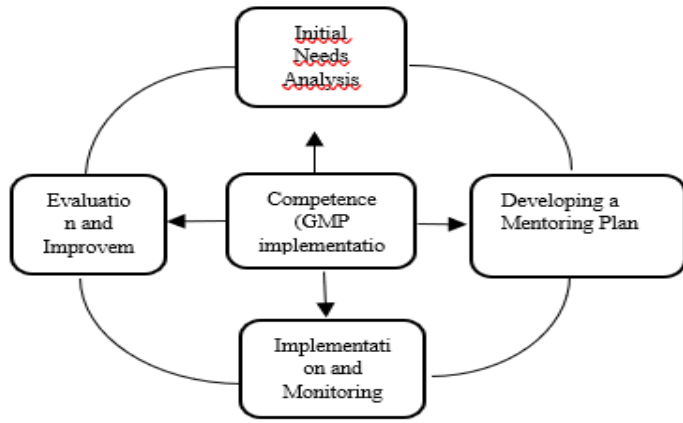 Initial
Needs
Analysis
Evaluatio
n and
Improvem
Competence
(GMP
implementatio
Developing a
Mentoring Plan
Implementati
on and
Monitoring